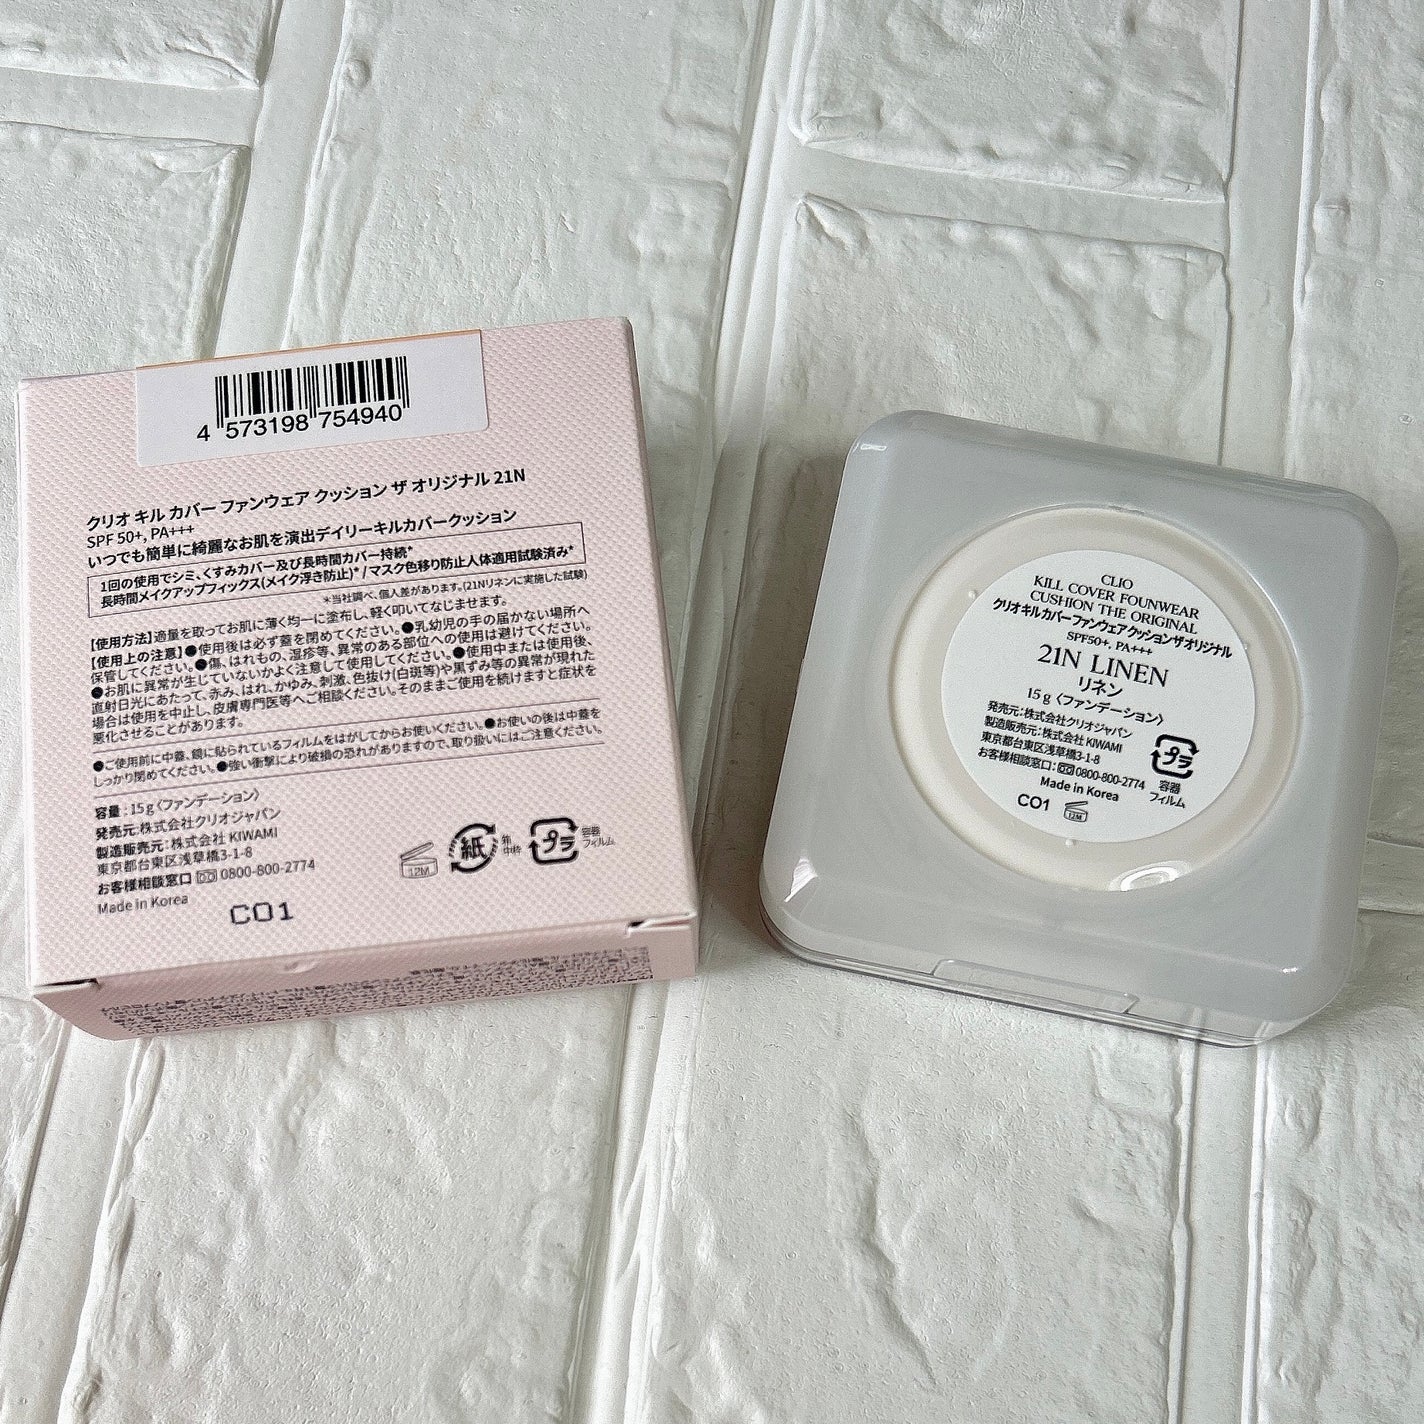 4 573198 754940
クリオ キル カバー ファンウェア クッション ザ オリジナル 21N
SPF 50+, PA+++
いつでも簡単に綺麗なお肌を演出デイリーキルカバークッション
1回の使用でシミ、くすみカバー及び長時間カバー持続*
長時間メイクアップフィックス(メイク浮き防止)* / マスク色移り防止人体適用試験済み*
*当社調べ、個人差があります。(21Nリネンに実施した試験)
【使用方法】適量を取ってお肌に薄く均一に塗布し、軽く叩いてなじませます。
【使用上の注意】●使用後は必ず蓋を閉めてください。●乳幼児の手の届かない場所へ
保管してください。●傷、はれもの、湿疹等、異常のある部位への使用は避けてください。
●お肌に異常が生じていないかよく注意して使用してください。●使用中または使用後、
直射日光にあたって、赤み、はれ、かゆみ、刺激、色抜け(白斑等)や黒ずみ等の異常が現れた
場合は使用を中止し、皮膚専門医等へご相談ください。そのままご使用を続けますと症状を
悪化させることがあります。
●ご使用前に中蓋、鏡に貼られているフィルムをはがしてからお使いください。●お使いの後は中蓋を
しっかり閉めてください。●強い衝撃により破損の恐れがありますので、取り扱いにはご注意ください。
容量 : 15g〈ファンデーション〉
発売元:株式会社クリオジャパン
製造販売元：株式会社 KIWAMI
東京都台東区浅草橋3-1-8
お客様相談窓口 0800-800-2774
Made in Korea
CO1
12M
紙
箱
中枠
プラ
容器
フィルム
CLIO
KILL COVER FOUNWEAR
CUSHION THE ORIGINAL
クリオ キル カバー ファンウェア クッション ザ オリジナル
SPF50+, PA+++
21N LINEN
リネン
15 g〈ファンデーション〉
発売元：株式会社クリオジャパン
製造販売元：株式会社 KIWAMI
東京都台東区浅草橋3-1-8
お客様相談窓口：0800-800-2774
Made in Korea
CO1
12M
プラ
容器
フィルム